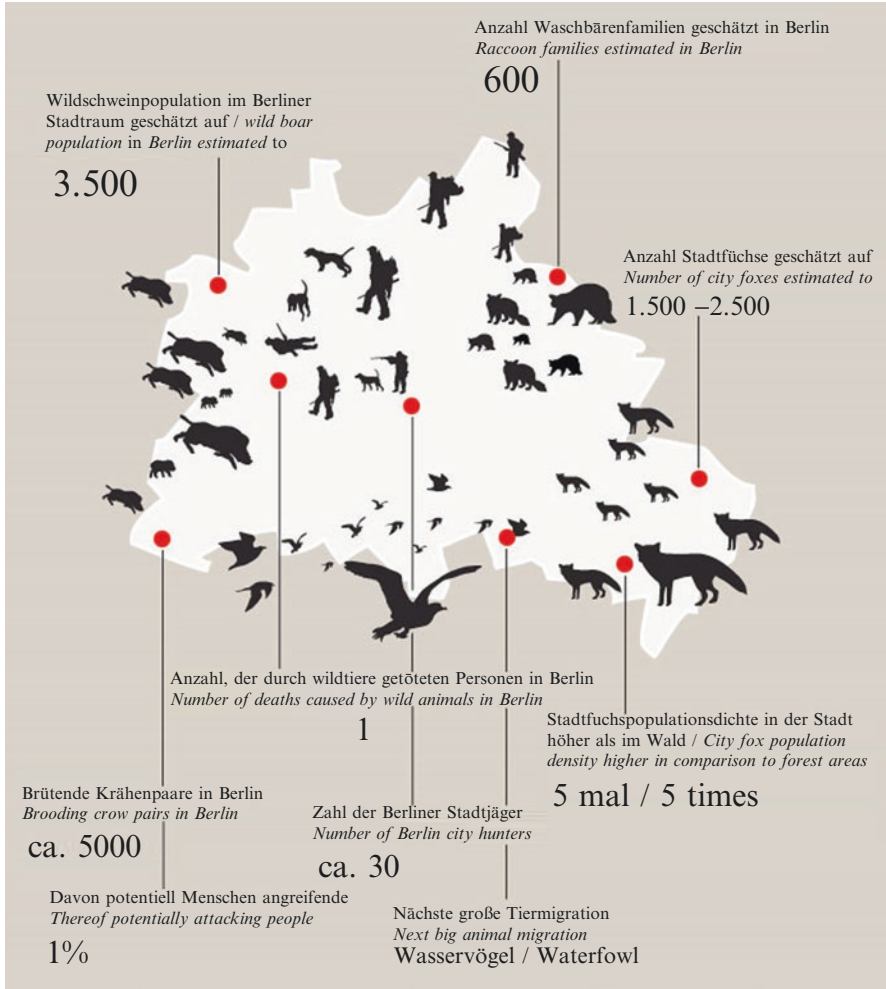 Anzahl Waschbārenfamilien geschätzt in Berlin
Raccoon families estimated in Berlin
600
Wildschweinpopulation im Berliner
Stadtraum geschätzt auf / wild boar
population in Berlin estimated to
3.500
Anzahl Stadtfüchse geschätzt auf
Number of city foxes estimated to
1.500 –2.500
Anzahl, der durch wildtiere getōteten Personen in Berlin
Number of deaths caused by wild animals in Berlin
1
Stadtfuchspopulationsdichte in der Stadt
höher als im Wald / City fox population
density higher in comparison to forest areas
5 mal / 5 times
Brütende Krähenpaare in Berlin
Brooding crow pairs in Berlin
ca. 5000
Zahl der Berliner Stadtjäger
Number of Berlin city hunters
ca. 30
Davon potentiell Menschen angreifende
Thereof potentially attacking people
1%
Nächste große Tiermigration
Next big animal migration
Wasservögel / Waterfowl